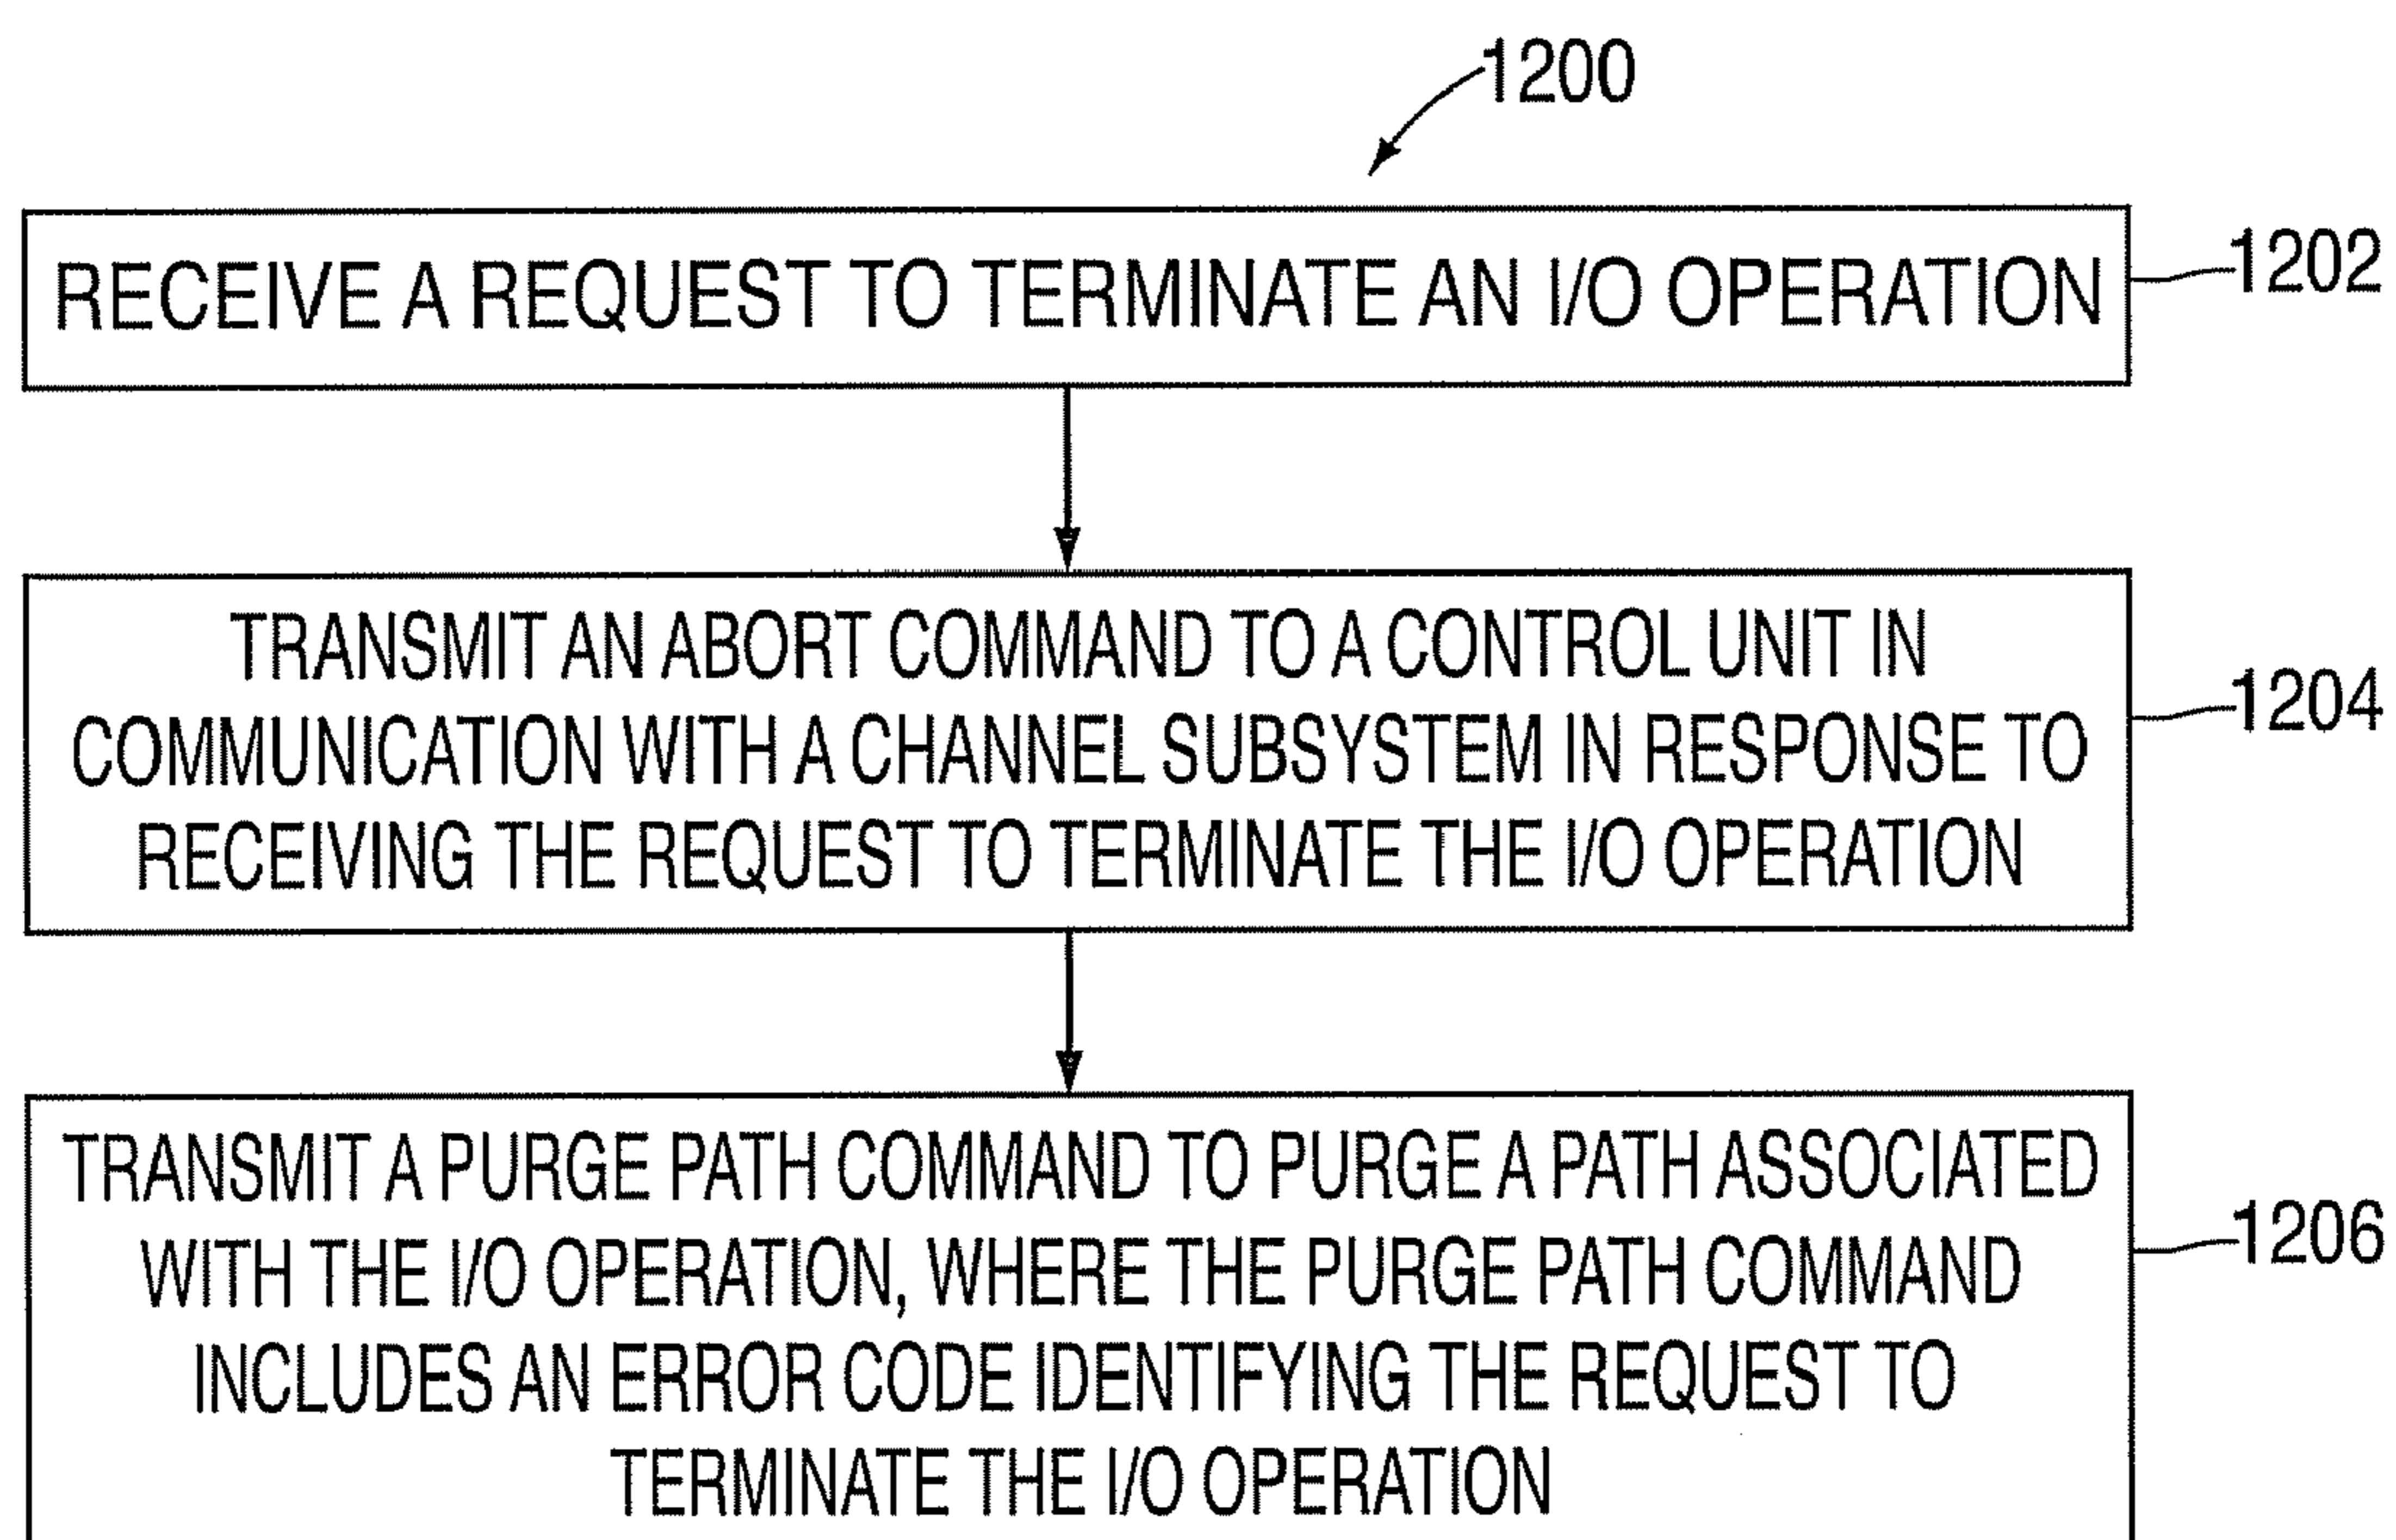 1200
RECEIVE A REQUEST TO TERMINATE AN I/O OPERATION
1202
TRANSMIT AN ABORT COMMAND TO A CONTROL UNIT IN
COMMUNICATION WITH A CHANNEL SUBSYSTEM IN RESPONSE TO
RECEIVING THE REQUEST TO TERMINATE THE I/O OPERATION
1204
TRANSMIT A PURGE PATH COMMAND TO PURGE A PATH ASSOCIATED
WITH THE I/O OPERATION, WHERE THE PURGE PATH COMMAND
INCLUDES AN ERROR CODE IDENTIFYING THE REQUEST TO
TERMINATE THE I/O OPERATION
1206